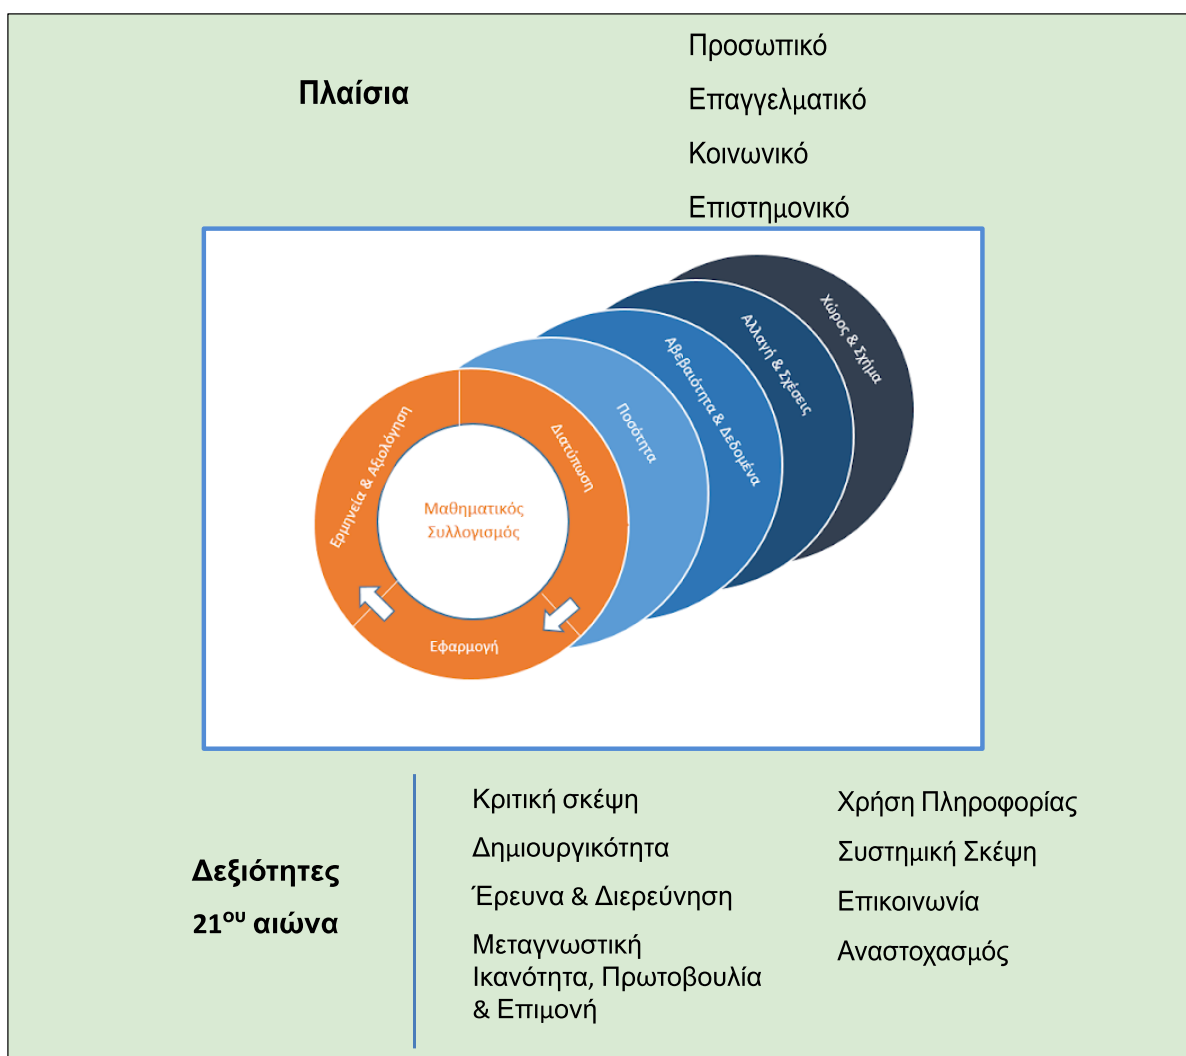 Πλαίσια
Προσωπικό
Επαγγελματικό
Κοινωνικό
Επιστημονικό
Χώρος & Σχήμα
Αλλαγή & Σχέσεις
Αβεβαιότητα & Δεδομένα
Ποσότητα
Διατύπωση
Ερμηνεία & Αξιολόγηση
Μαθηματικός
Συλλογισμός
Εφαρμογή
Δεξιότητες
21ου αιώνα
Κριτική σκέψη
Δημιουργικότητα
Έρευνα & Διερεύνηση
Μεταγνωστική
Ικανότητα, Πρωτοβουλία
& Επιμονή
Χρήση Πληροφορίας
Συστημική Σκέψη
Επικοινωνία
Αναστοχασμός